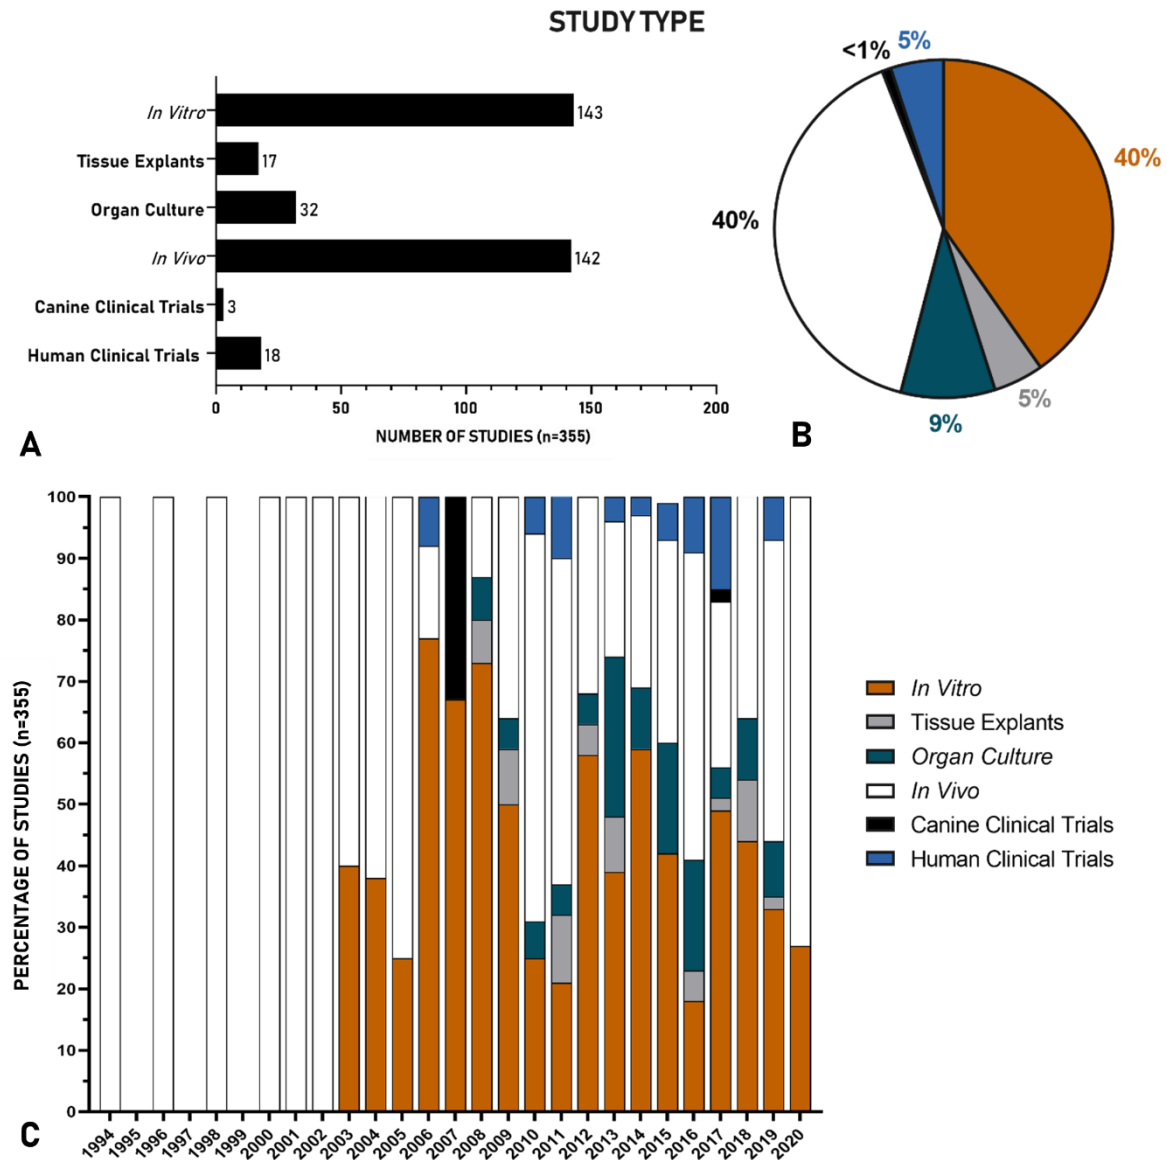 STUDY TYPE
In Vitro
143
Tissue Explants
17
Organ Culture
32
In Vivo
142
Canine Clinical Trials
3
Human Clinical Trials
18
0 50 100 150 200
NUMBER OF STUDIES (n=355)
A
<1%
5%
40%
40%
5%
9%
B
100
90
80
70
60
50
40
30
20
10
0
PERCENTAGE OF STUDIES (n=355)
1994 1995 1996 1997 1998 1999 2000 2001 2002 2003 2004 2005 2006 2007 2008 2009 2010 2011 2012 2013 2014 2015 2016 2017 2018 2019 2020
C
In Vitro
Tissue Explants
Organ Culture
In Vivo
Canine Clinical Trials
Human Clinical Trials